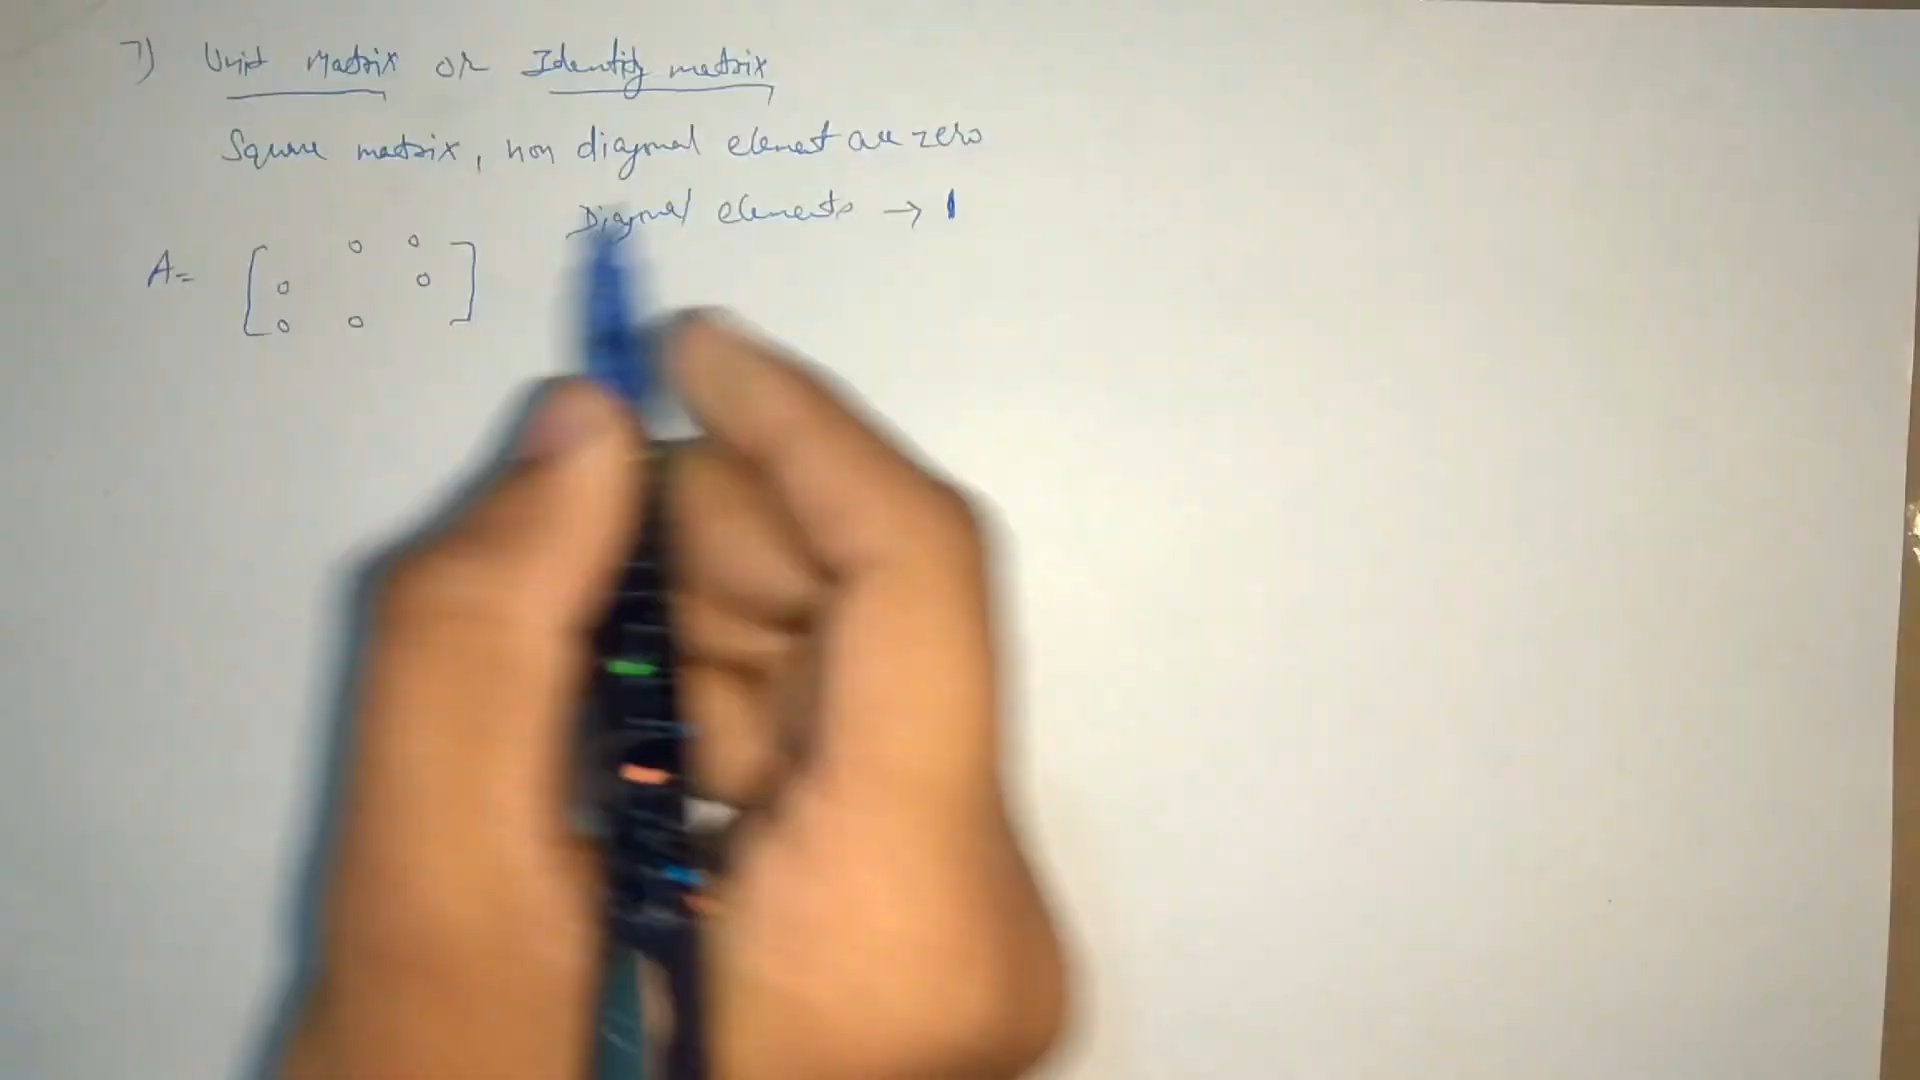 7) Unit Matrix or Identity matrix
Square matrix, non diagonal element are zero
Diagonal elements → 1
A= [ 0 0
0 0
0 0 ]